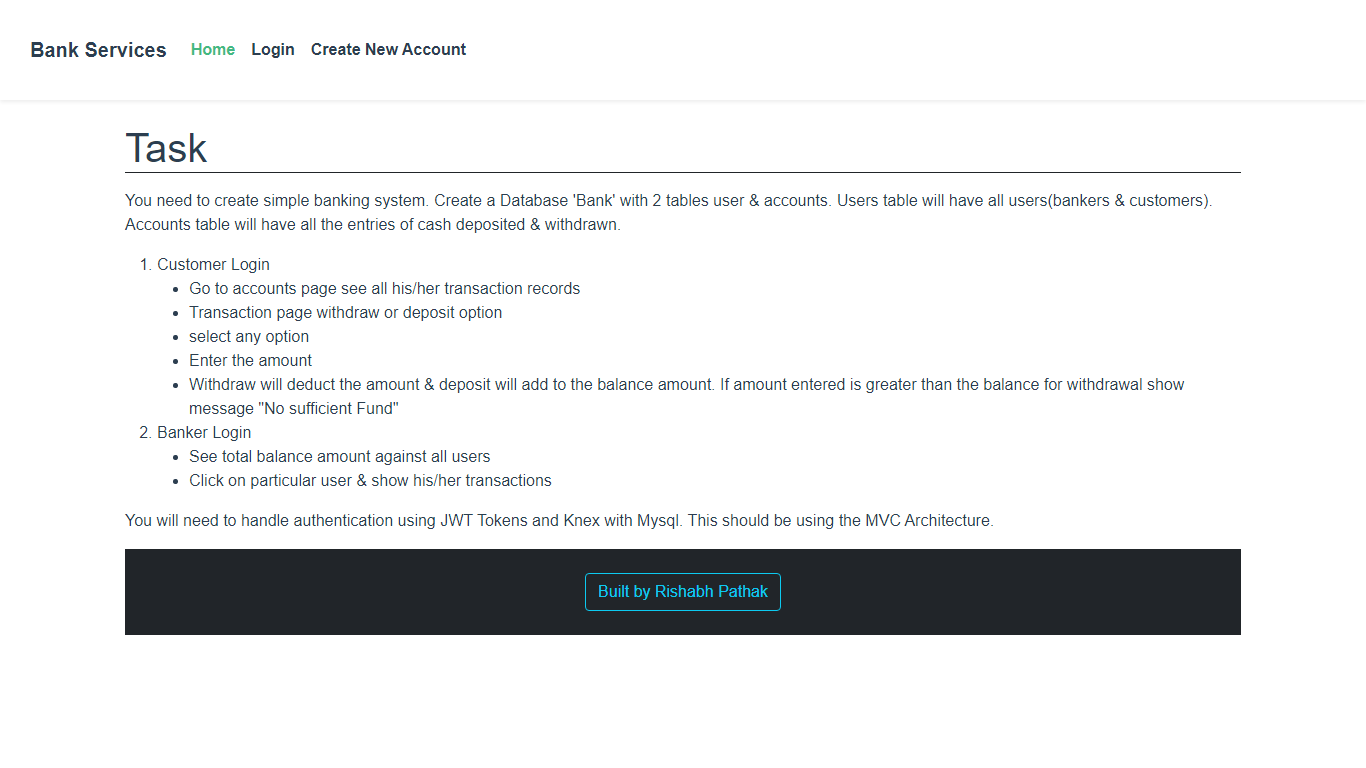 Bank Services Home Login Create New Account
Task
You need to create simple banking system. Create a Database 'Bank' with 2 tables user & accounts. Users table will have all users(bankers & customers).
Accounts table will have all the entries of cash deposited & withdrawn.
1. Customer Login
• Go to accounts page see all his/her transaction records
• Transaction page withdraw or deposit option
• select any option
• Enter the amount
• Withdraw will deduct the amount & deposit will add to the balance amount. If amount entered is greater than the balance for withdrawal show
message "No sufficient Fund"
2. Banker Login
• See total balance amount against all users
• Click on particular user & show his/her transactions
You will need to handle authentication using JWT Tokens and Knex with Mysql. This should be using the MVC Architecture.
Built by Rishabh Pathak